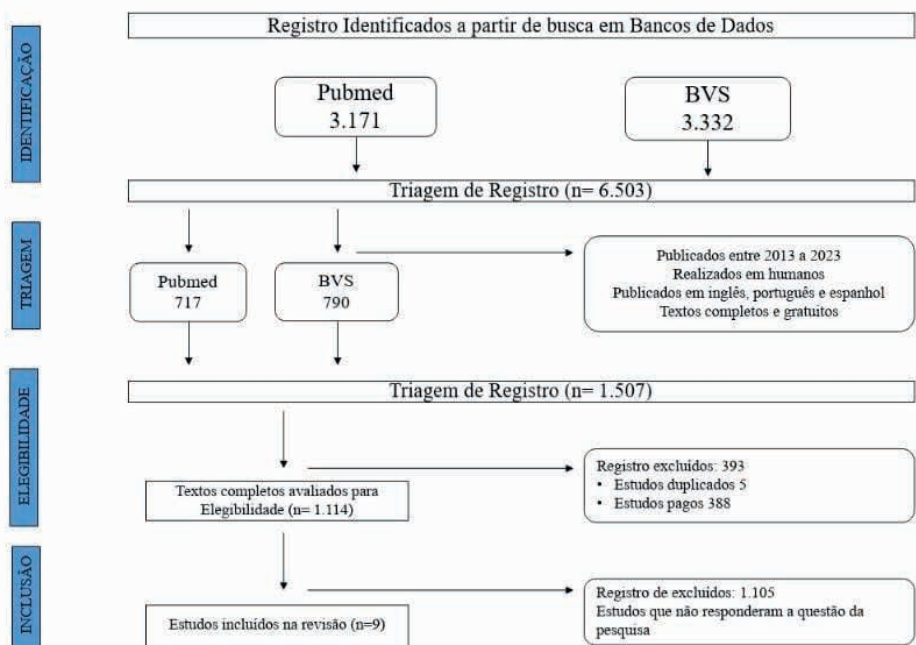 IDENTIFICAÇÃO
Registro Identificados a partir de busca em Bancos de Dados
Pubmed
3.171
BVS
3.332
Triagem de Registro (n= 6.503)
TRIAGEM
Pubmed
717
BVS
790
Publicados entre 2013 a 2023
Realizados em humanos
Publicados em inglês, português e espanhol
Textos completos e gratuitos
ELEGIBILIDADE
Triagem de Registro (n= 1.507)
Textos completos avaliados para
Elegibilidade (n= 1.114)
Registro excluídos: 393
• Estudos duplicados 5
• Estudos pagos 388
INCLUSÃO
Estudos incluídos na revisão (n=9)
Registro de excluídos: 1.105
Estudos que não responderam a questão da
pesquisa